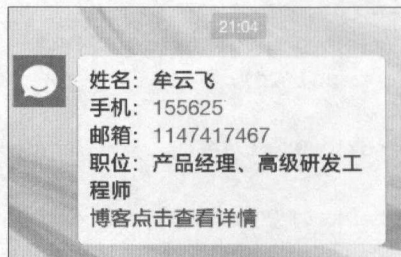 21:04
姓名：牟云飞
手机：155625
邮箱：1147417467
职位：产品经理、高级研发工
程师
博客点击查看详情